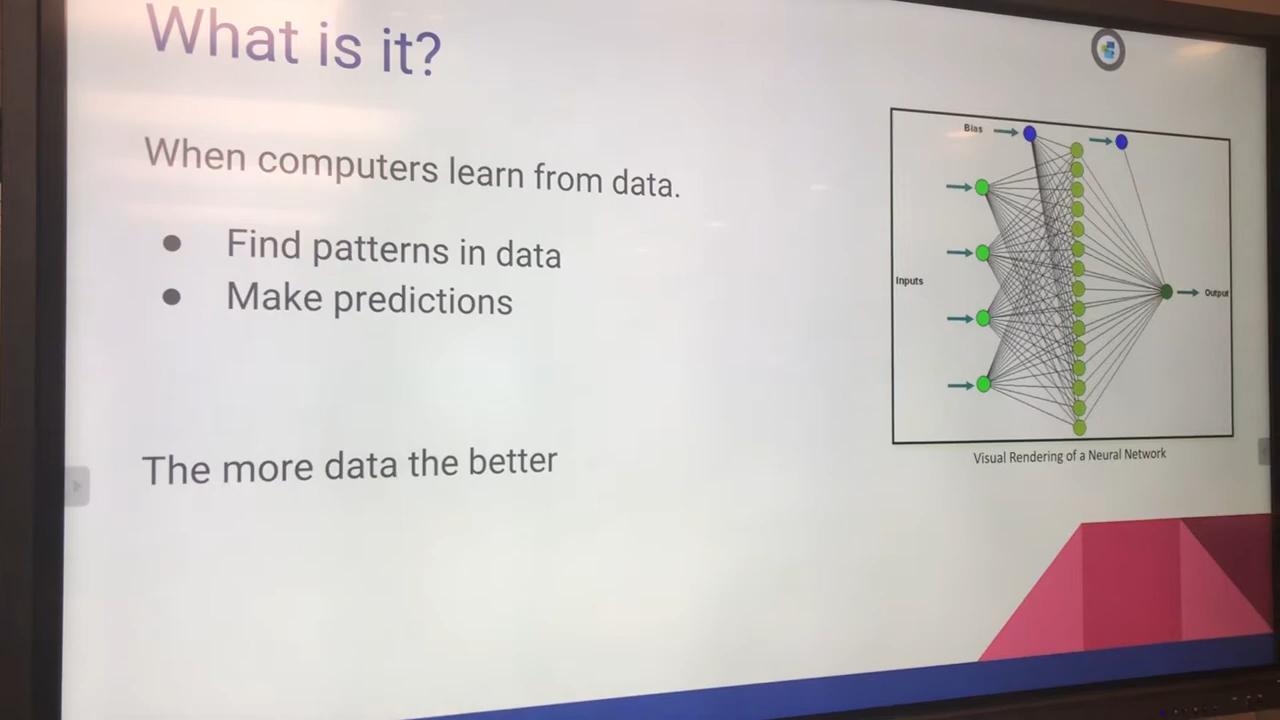 What is it?
When computers learn from data.
● Find patterns in data
● Make predictions
The more data the better
Bias
Inputs
Output
Visual Rendering of a Neural Network